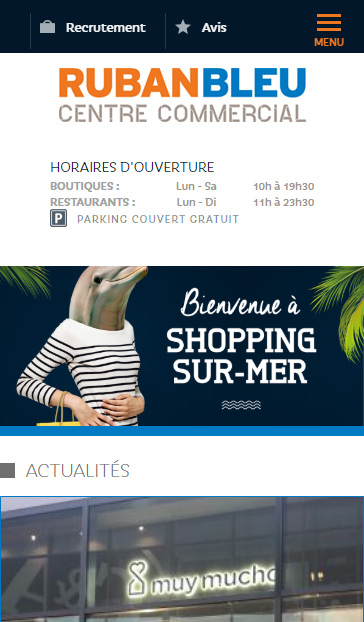 Recrutement
Avis
MENU
RUBANBLEU
CENTRE COMMERCIAL
HORAIRES D'OUVERTURE
BOUTIQUES : Lun - Sa 10h à 19h30
RESTAURANTS : Lun - Di 11h à 23h30
P PARKING COUVERT GRATUIT
Bienvenue à
SHOPPING
SUR-MER
ACTUALITÉS
muy mucho